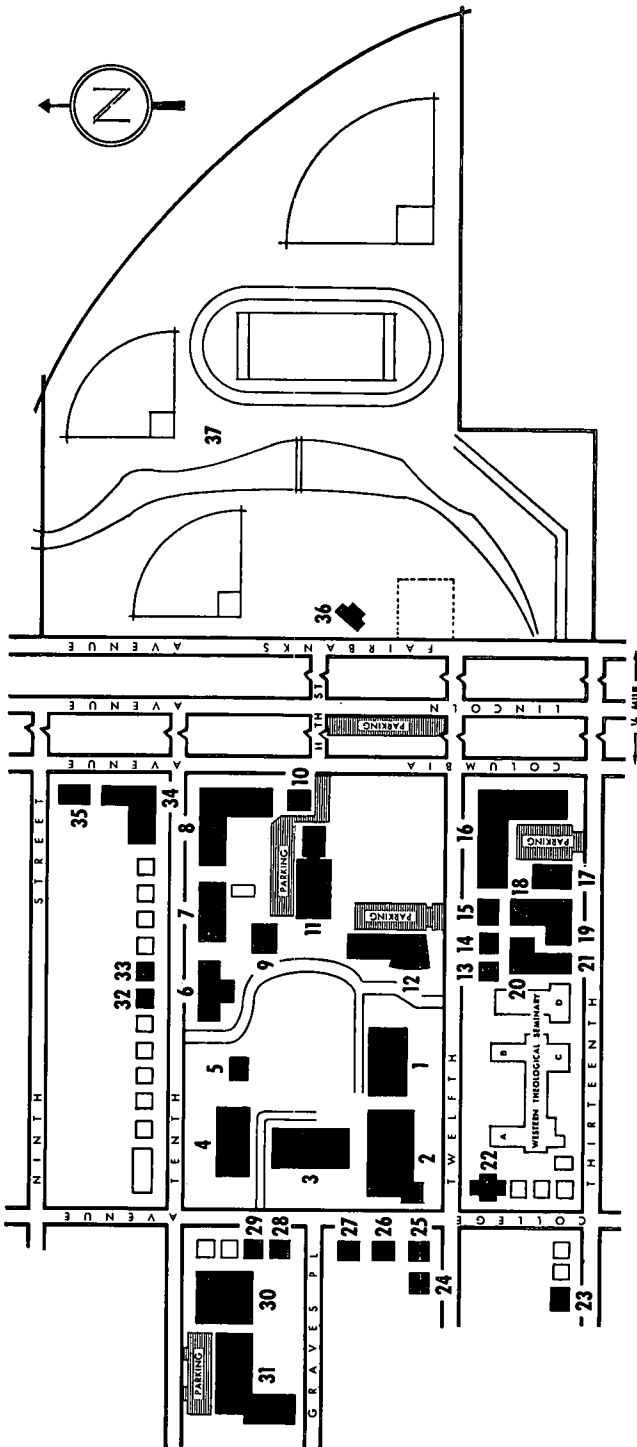 N
NINTH STREET
35
32 33
34
TENTH
COLLEGE AVENUE
COLUMBIA AVENUE
LINCOLN AVENUE
FAIRBANKS AVENUE
PARKING
4
5
6
7
8
29
28
30
31
9
PARKING
10
GRAVES PL
11TH ST
3
11
36
37
27
26
25
24
PARKING
PARKING
12
2
1
TWELFTH
22
13
14
15
16
A
B
WESTERN THEOLOGICAL SEMINARY
C
D
20
18
PARKING
23
THIRTEENTH
21
19
17
¼ MILE